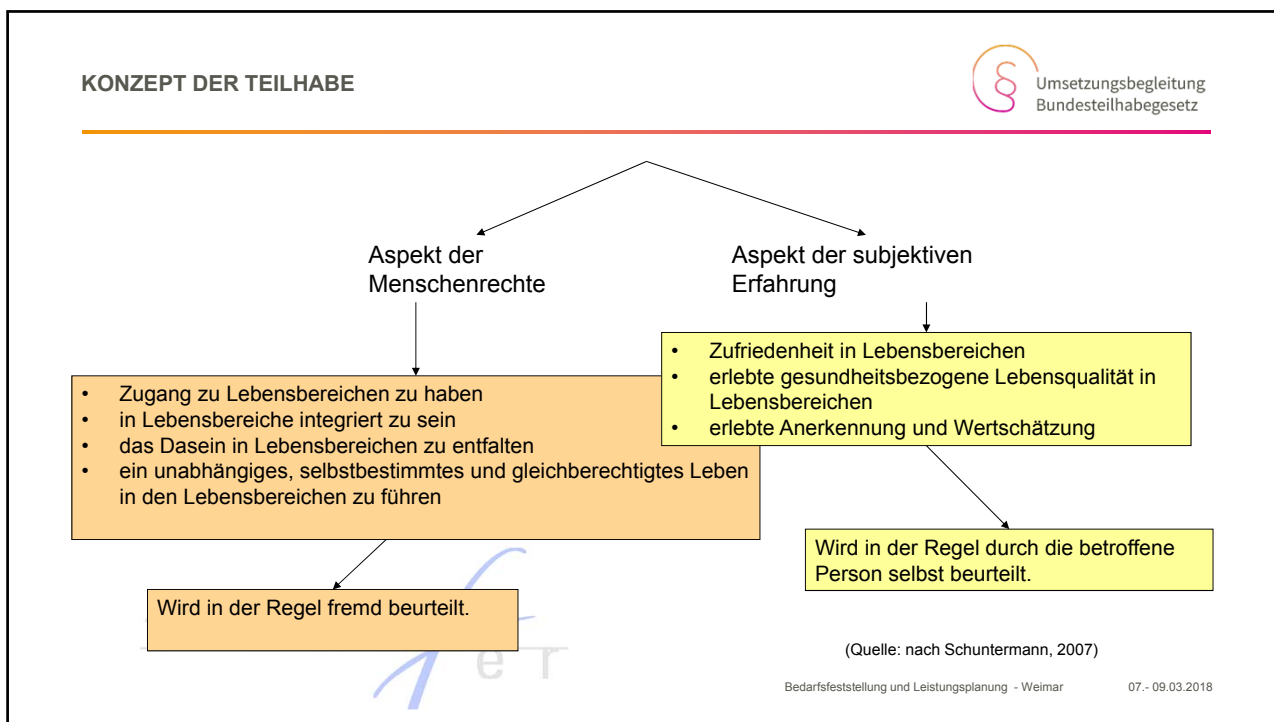 KONZEPT DER TEILHABE
Umsetzungsbegleitung
Bundesteilhabegesetz
Aspekt der
Menschenrechte
Aspekt der subjektiven
Erfahrung
• Zugang zu Lebensbereichen zu haben
• in Lebensbereiche integriert zu sein
• das Dasein in Lebensbereichen zu entfalten
• ein unabhängiges, selbstbestimmtes und gleichberechtigtes Leben
in den Lebensbereichen zu führen
• Zufriedenheit in Lebensbereichen
• erlebte gesundheitsbezogene Lebensqualität in
Lebensbereichen
• erlebte Anerkennung und Wertschätzung
Wird in der Regel fremd beurteilt.
Wird in der Regel durch die betroffene
Person selbst beurteilt.
(Quelle: nach Schuntermann, 2007)
Bedarfsfeststellung und Leistungsplanung - Weimar 07.- 09.03.2018